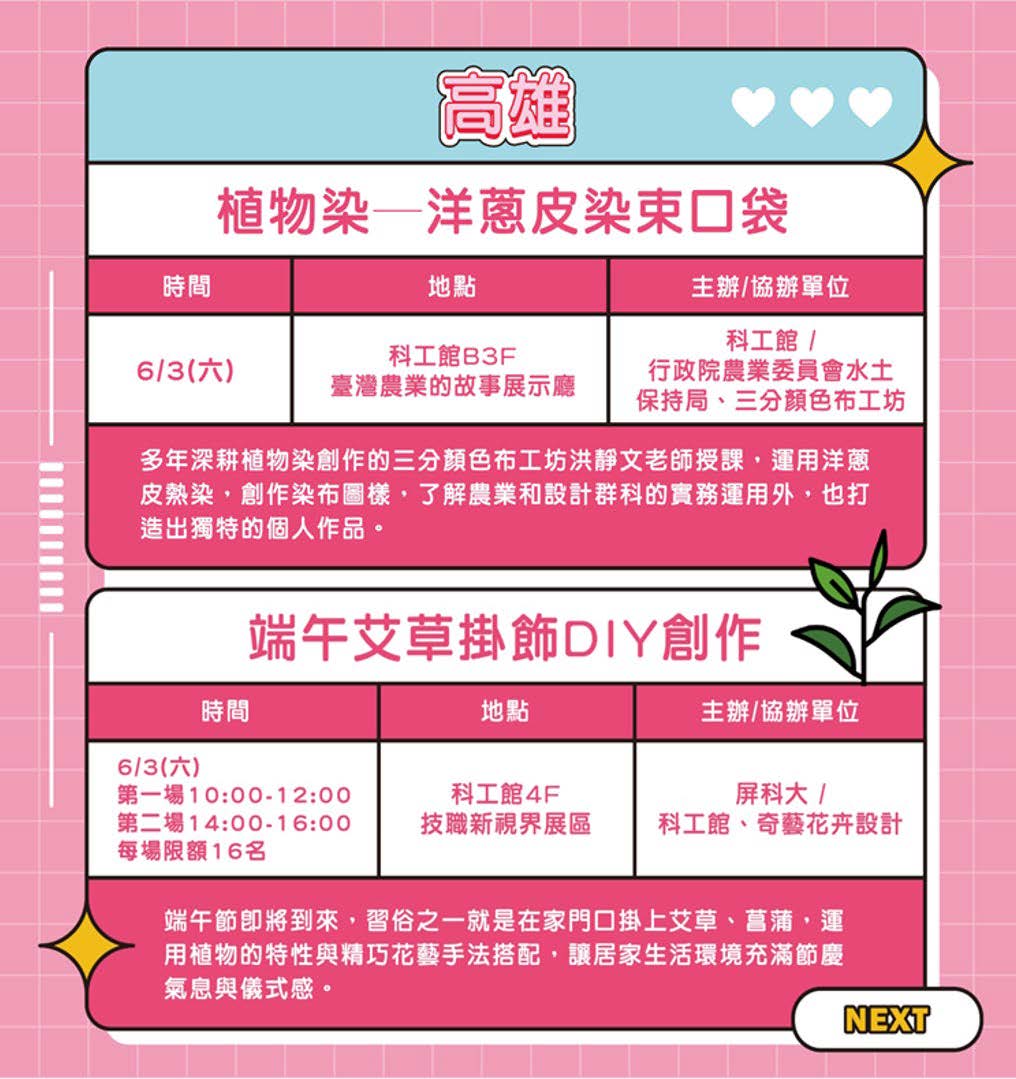 高雄
植物染—洋蔥皮染束口袋
時間 地點 主辦/協辦單位
6/3(六)
科工館B3F
臺灣農業的故事展示廳
科工館 /
行政院農業委員會水土
保持局、三分顏色布工坊
多年深耕植物染創作的三分顏色布工坊洪靜文老師授課，運用洋蔥
皮熱染，創作染布圖樣，了解農業和設計群科的實務運用外，也打
造出獨特的個人作品。
端午艾草掛飾DIY創作
時間 地點 主辦/協辦單位
6/3(六)
第一場10:00-12:00
第二場14:00-16:00
每場限額16名
科工館4F
技職新視界展區
屏科大 /
科工館、奇藝花卉設計
端午節即將到來，習俗之一就是在家門口掛上艾草、菖蒲，運
用植物的特性與精巧花藝手法搭配，讓居家生活環境充滿節慶
氣息與儀式感。
NEXT